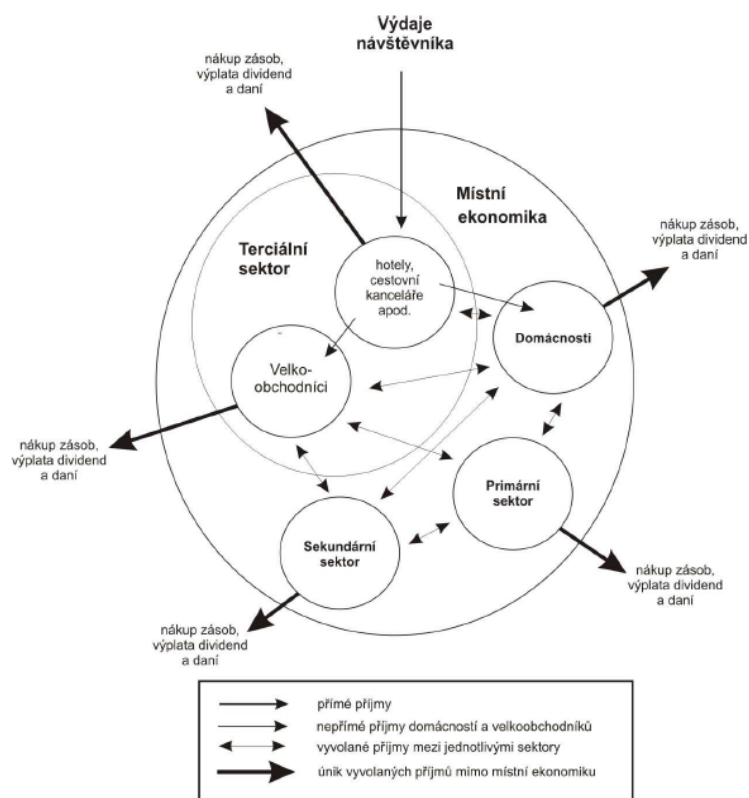 Výdaje
návštěvníka
nákup zásob,
výplata dividend
a daní
Místní
ekonomika
Terciální
sektor
nákup zásob,
výplata dividend
a daní
hotely,
cestovní
kanceláře
apod.
Domácnosti
Velko-
obchodníci
nákup zásob,
výplata dividend
a daní
Primární
sektor
Sekundární
sektor
nákup zásob,
výplata dividend
a daní
nákup zásob,
výplata dividend
a daní
přímé příjmy
nepřímé příjmy domácností a velkoobchodníků
vyvolané příjmy mezi jednotlivými sektory
únik vyvolaných příjmů mimo místní ekonomiku